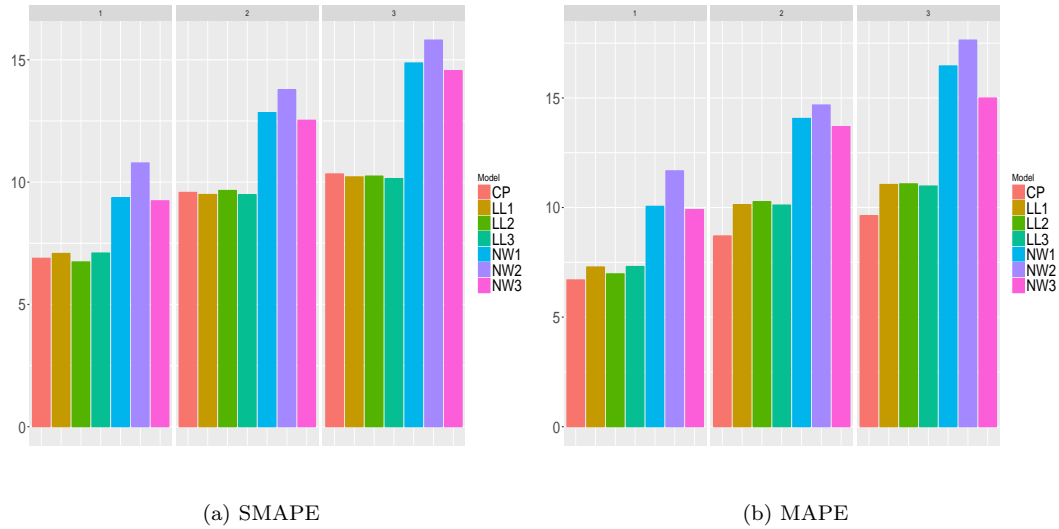 1 2 3
15
10
5
0
Model
CP
LL1
LL2
LL3
NW1
NW2
NW3
(a) SMAPE
1 2 3
15
10
5
0
Model
CP
LL1
LL2
LL3
NW1
NW2
NW3
(b) MAPE